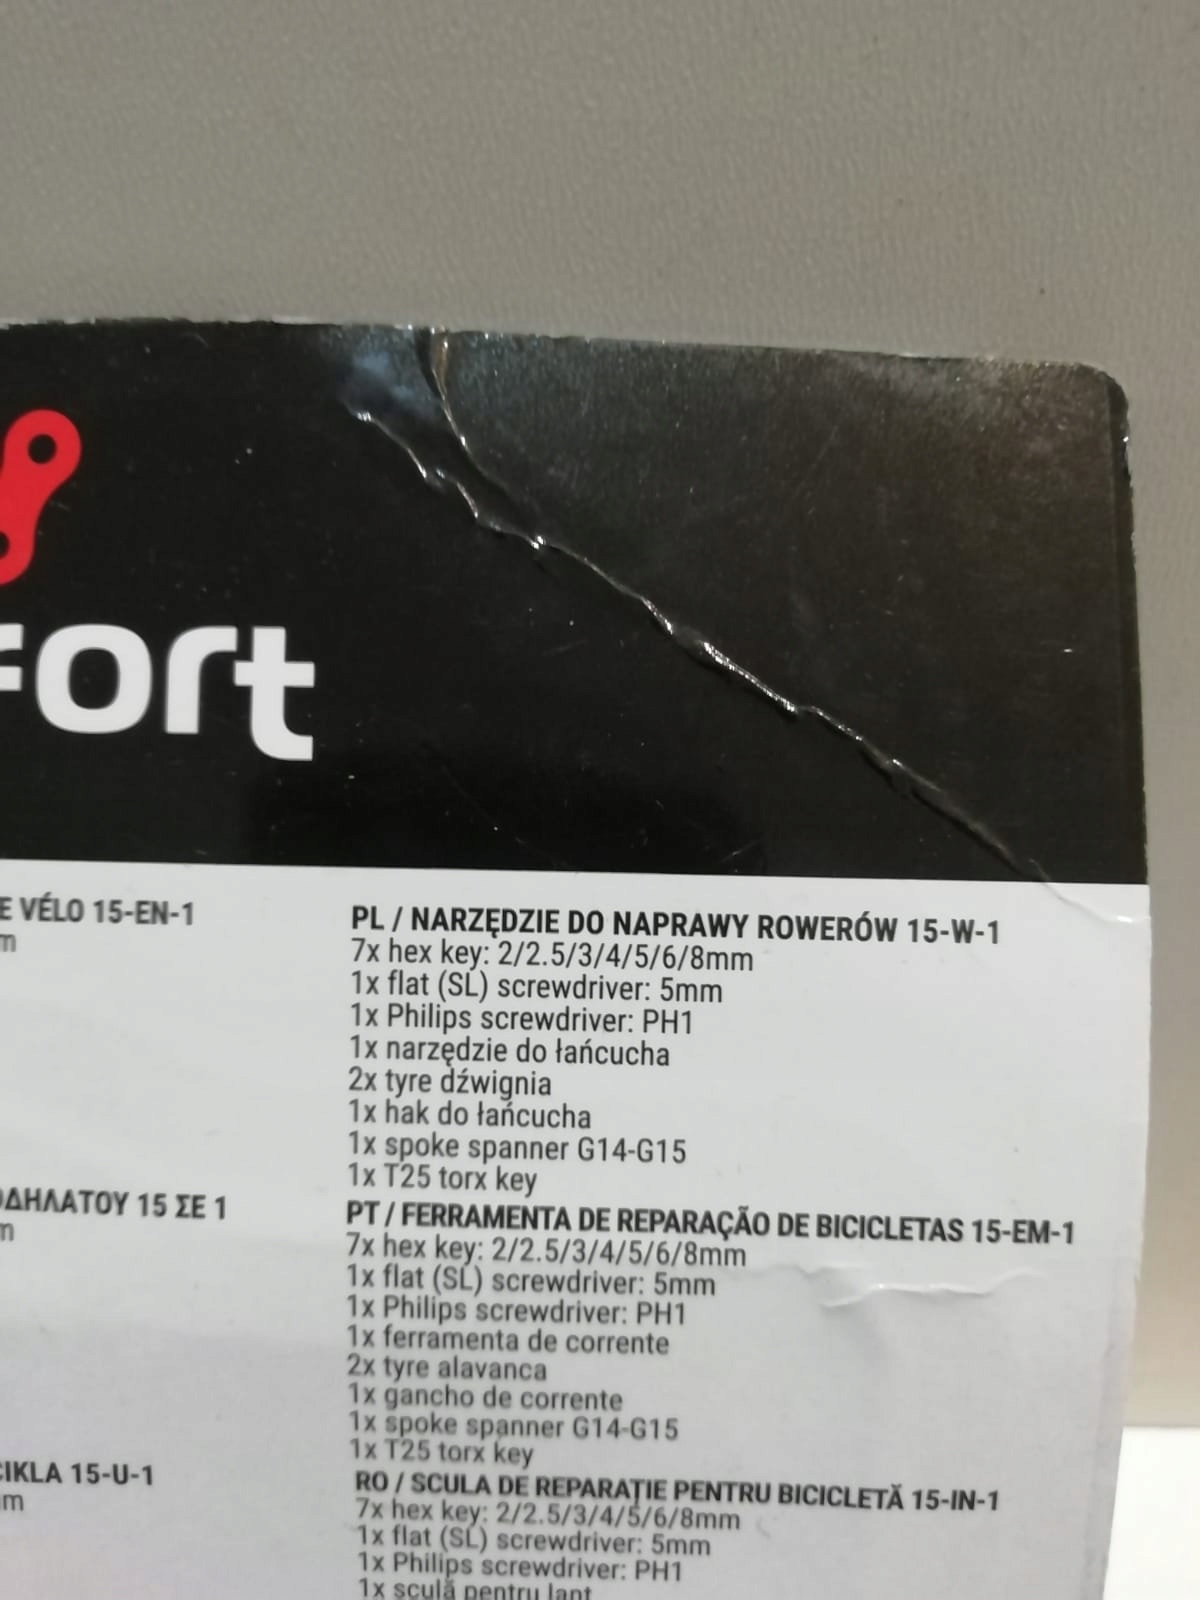 fort
E VÉLO 15-EN-1
m
ΟΔΗΛΑΤΟΥ 15 ΣΕ 1
m
CIKLA 15-U-1
m
PL / NARZĘDZIE DO NAPRAWY ROWERÓW 15-W-1
7x hex key: 2/2.5/3/4/5/6/8mm
1x flat (SL) screwdriver: 5mm
1x Philips screwdriver: PH1
1x narzędzie do łańcucha
2x tyre dźwignia
1x hak do łańcucha
1x spoke spanner G14-G15
1x T25 torx key
PT / FERRAMENTA DE REPARAÇÃO DE BICICLETAS 15-EM-1
7x hex key: 2/2.5/3/4/5/6/8mm
1x flat (SL) screwdriver: 5mm
1x Philips screwdriver: PH1
1x ferramenta de corrente
2x tyre alavanca
1x gancho de corrente
1x spoke spanner G14-G15
1x T25 torx key
RO / SCULA DE REPARAȚIE PENTRU BICICLETĂ 15-IN-1
7x hex key: 2/2.5/3/4/5/6/8mm
1x flat (SL) screwdriver: 5mm
1x Philips screwdriver: PH1
1x sculă pentru lanț